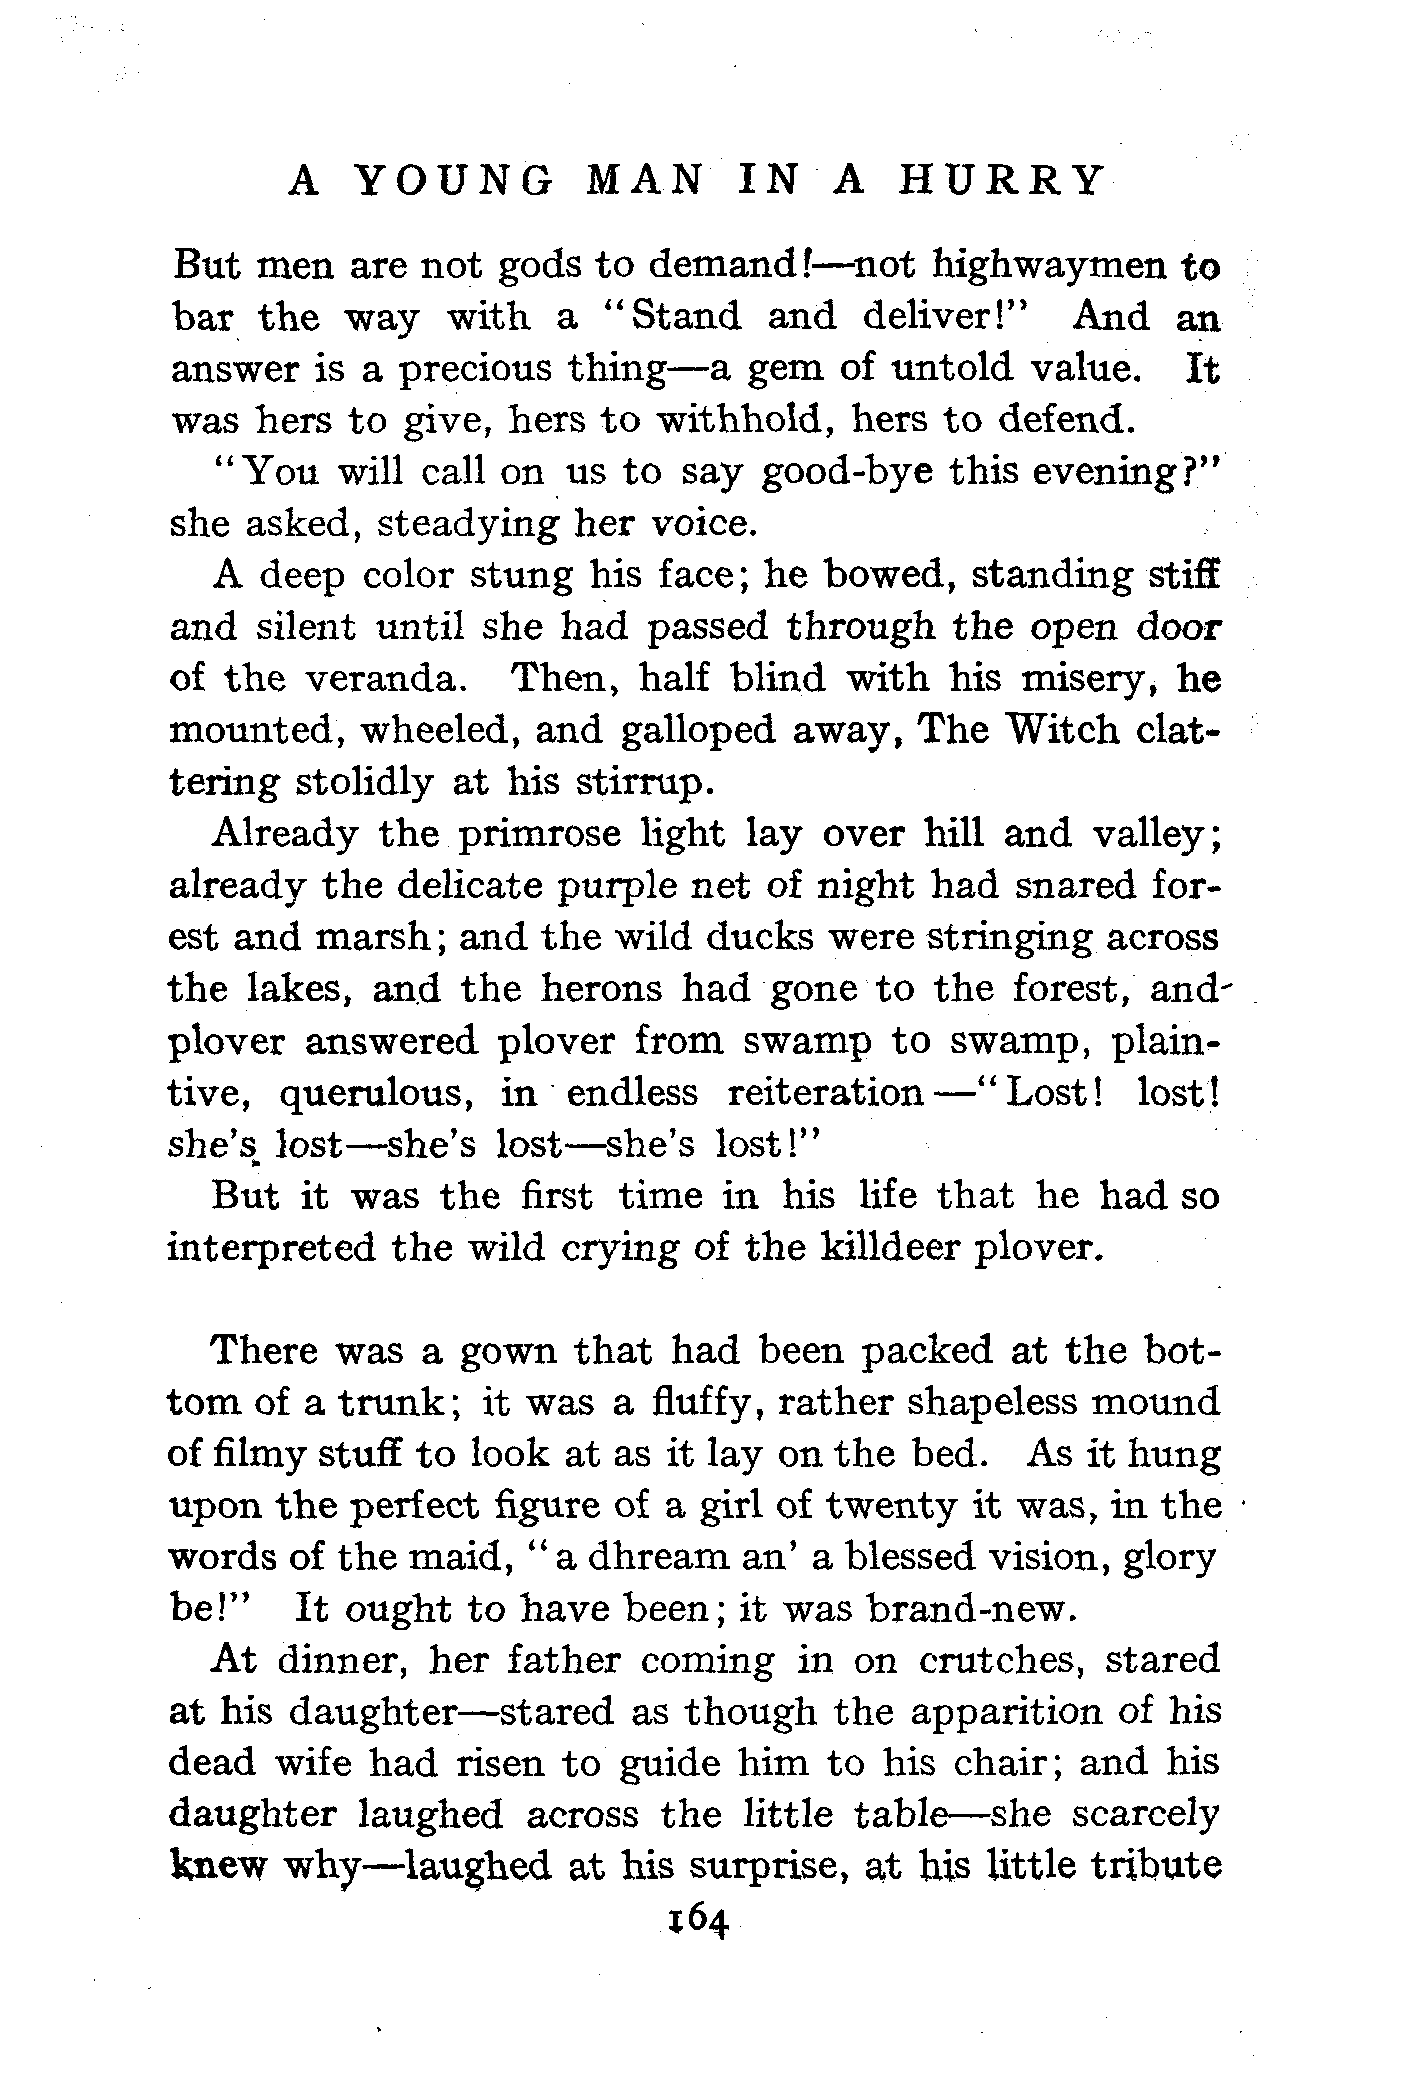 A YOUNG MAN IN A HURRY
But men are not gods to demand!—not highwaymen to
bar the way with a "Stand and deliver!" And an
answer is a precious thing—a gem of untold value. It
was hers to give, hers to withhold, hers to defend.
"You will call on us to say good-bye this evening?"
she asked, steadying her voice.
A deep color stung his face; he bowed, standing stiff
and silent until she had passed through the open door
of the veranda. Then, half blind with his misery, he
mounted, wheeled, and galloped away, The Witch clat-
tering stolidly at his stirrup.
Already the primrose light lay over hill and valley;
already the delicate purple net of night had snared for-
est and marsh; and the wild ducks were stringing across
the lakes, and the herons had gone to the forest, and
plover answered plover from swamp to swamp, plain-
tive, querulous, in endless reiteration—"Lost! lost!
she's lost—she's lost—she's lost!"
But it was the first time in his life that he had so
interpreted the wild crying of the killdeer plover.
There was a gown that had been packed at the bot-
tom of a trunk; it was a fluffy, rather shapeless mound
of filmy stuff to look at as it lay on the bed. As it hung
upon the perfect figure of a girl of twenty it was, in the
words of the maid, "a dhream an' a blessed vision, glory
be!" It ought to have been; it was brand-new.
At dinner, her father coming in on crutches, stared
at his daughter—stared as though the apparition of his
dead wife had risen to guide him to his chair; and his
daughter laughed across the little table—she scarcely
knew why—laughed at his surprise, at his little tribute
164